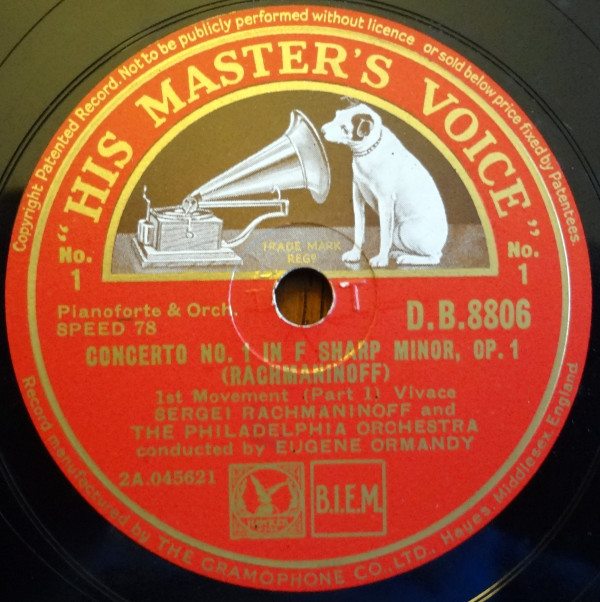 Copyright Patented Record. Not to be publicly performed without licence or sold below price fixed by Patentees.
"HIS MASTER'S VOICE"
TRADE MARK
REGD
No. 1
No. 1
Pianoforte & Orch.
SPEED 78
D.B.8806
CONCERTO NO. 1 IN F SHARP MINOR, OP. 1
(RACHMANINOFF)
1st Movement (Part 1) Vivace
SERGEI RACHMANINOFF and
THE PHILADELPHIA ORCHESTRA
conducted by EUGENE ORMANDY
2A.045621
B.I.E.M.
Record manufactured by THE GRAMOPHONE CO., LTD., Hayes, Middlesex, England.